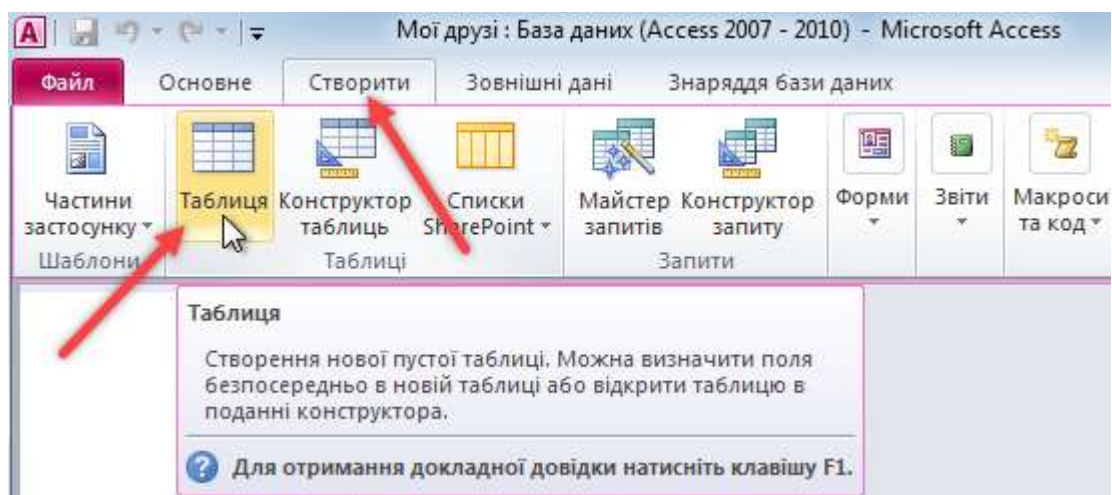 Мої друзі : База даних (Access 2007 - 2010) - Microsoft Access
Файл Основне Створити Зовнішні дані Знаряддя бази даних
Частини застосунку
Таблиця
Конструктор таблиць
Списки SharePoint
Майстер запитів
Конструктор запиту
Форми
Звіти
Макроси та код
Шаблони Таблиці Запити
Таблиця
Створення нової пустої таблиці. Можна визначити поля
безпосередньо в новій таблиці або відкрити таблицю в
поданні конструктора.
Для отримання докладної довідки натисніть клавішу F1.